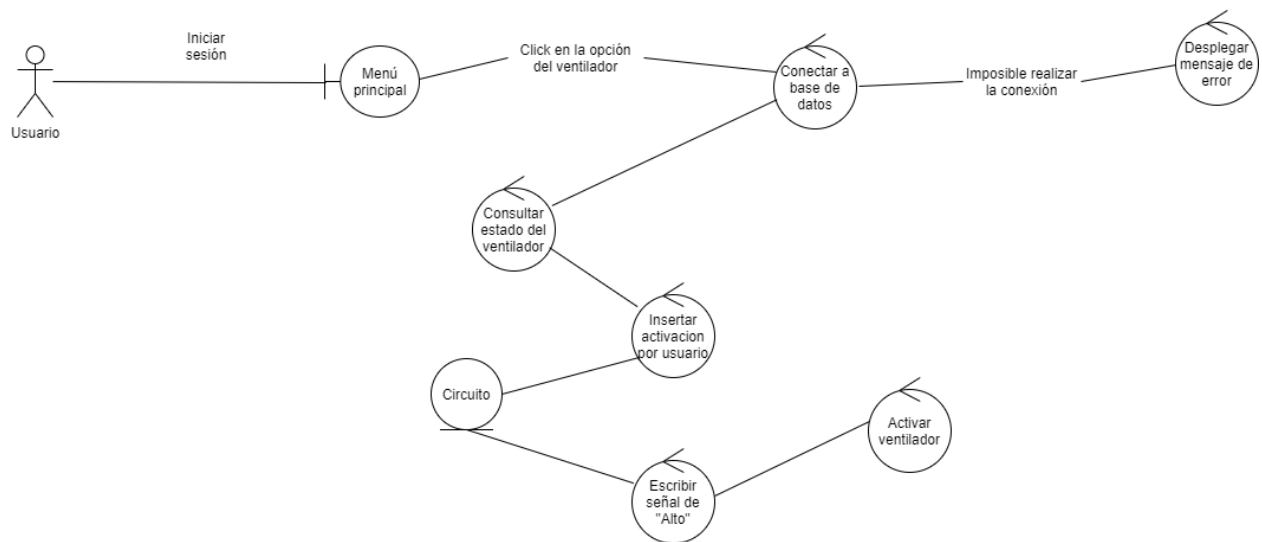 Iniciar
sesión
Usuario
Menú
principal
Click en la opción
del ventilador
Conectar a
base de
datos
Imposible realizar
la conexión
Desplegar
mensaje de
error
Consultar
estado del
ventilador
Insertar
activacion
por usuario
Circuito
Escribir
señal de
"Alto"
Activar
ventilador